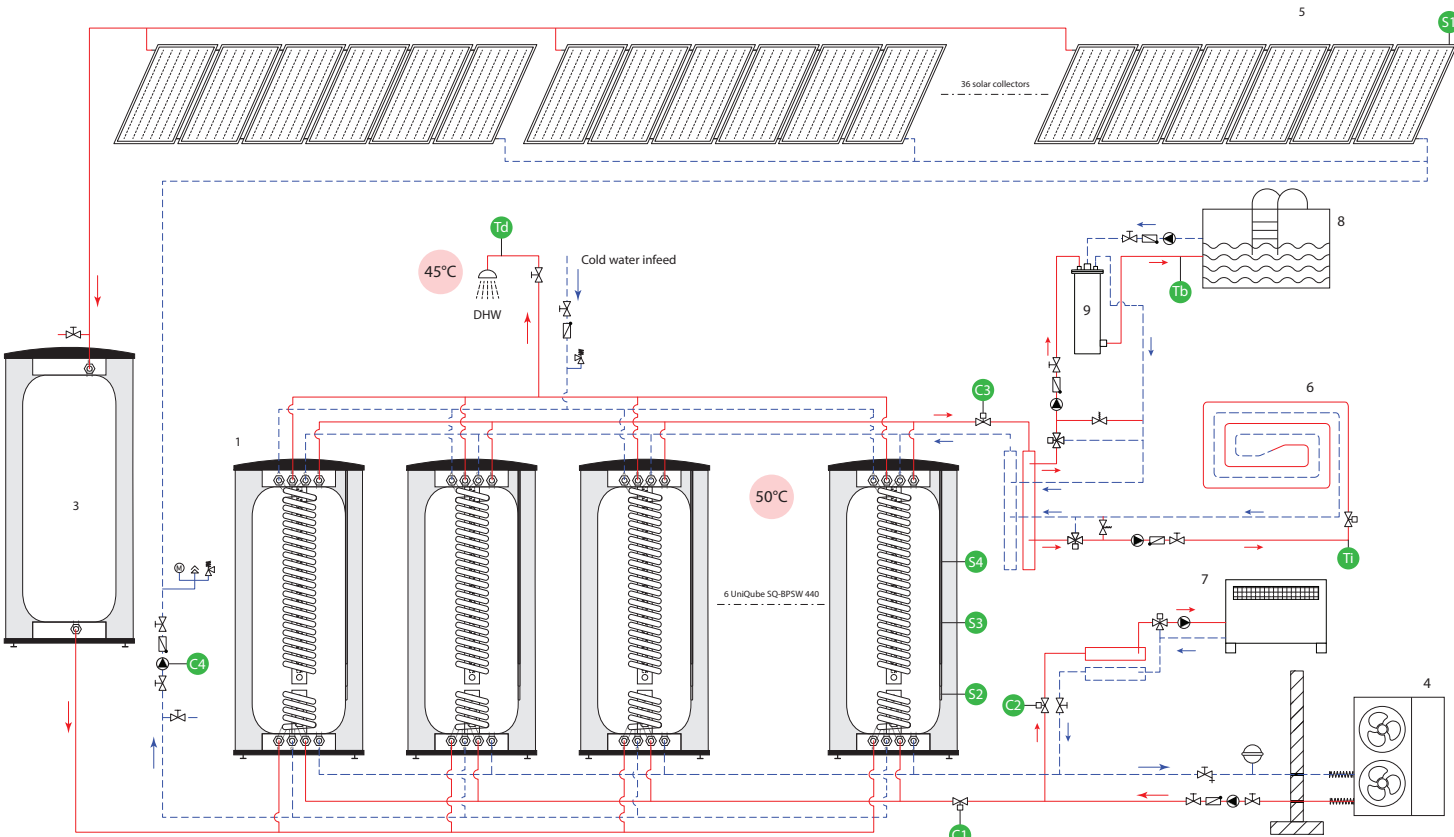 5
S1
36 solar collectors
Td
45°C
Cold water infeed
DHW
8
Tb
9
C3
6
1
3
50°C
S4
6 UniQube SQ-BPSW 440
S3
S2
Ti
7
M
C4
C2
4
C1